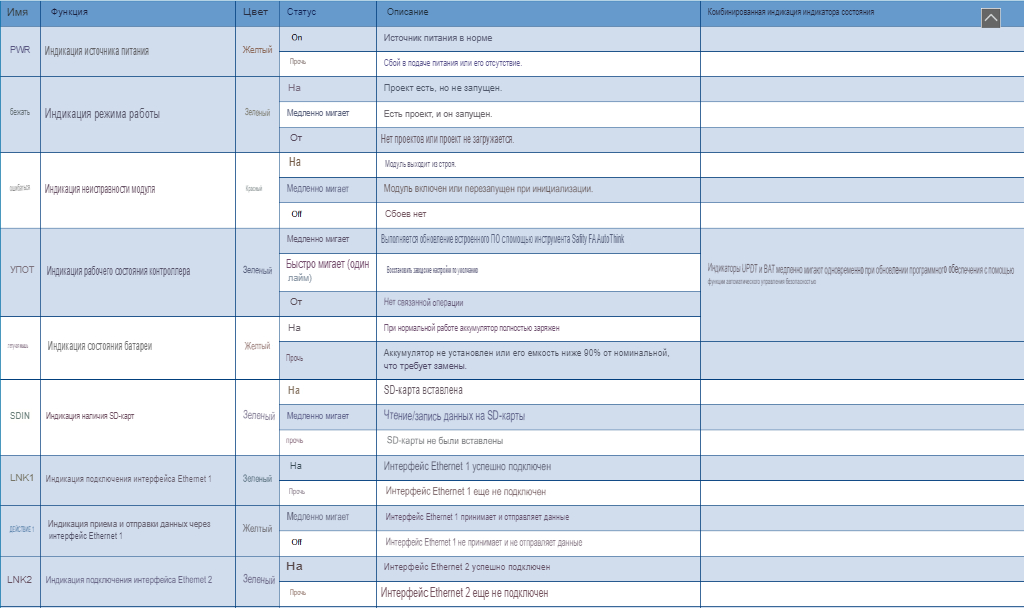 Имя Функция Цвет Статус Описание Комбинированная индикация индикатора состояния
PWR Индикация источника питания Желтый On Источник питания в норме
Прочь Сбой в подаче питания или его отсутствие.
бежать Индикация режима работы Зеленый На Проект есть, но не запущен.
Медленно мигает Есть проект, и он запущен.
От Нет проектов или проект не загружается.
ошибаться Индикация неисправности модуля Красный На Модуль выходит из строя.
Медленно мигает Модуль включен или перезапущен при инициализации.
Off Сбоев нет
УПОТ Индикация рабочего состояния контроллера Зеленый Медленно мигает Выполняется обновление встроенного ПО с помощью инструмента Safity FA AutoThink
Быстро мигает (один
лайм) Восстановить заводские настройки по умолчанию
Индикаторы UPDT и BAT медленно мигают одновременно при обновлении программного обеспечения с помощью
функции автоматического управления безопасностью
От Нет связанной операции
Индикация состояния батареи Желтый На При нормальной работе аккумулятор полностью заряжен
Прочь Аккумулятор не установлен или его емкость ниже 90% от номинальной,
что требует замены.
SDIN Индикация наличия SD-карт Зеленый На SD-карта вставлена
Медленно мигает Чтение/запись данных на SD-карты
прочь SD-карты не были вставлены
LNK1 Индикация подключения интерфейса Ethernet 1 Зеленый На Интерфейс Ethernet 1 успешно подключен
Прочь Интерфейс Ethernet 1 еще не подключен
ДЕЙСТВИЕ 1 Индикация приема и отправки данных через
интерфейс Ethernet 1 Желтый Медленно мигает Интерфейс Ethernet 1 принимает и отправляет данные
Off Интерфейс Ethernet 1 не принимает и не отправляет данные
LNK2 Индикация подключения интерфейса Ethernet 2 Зеленый На Интерфейс Ethernet 2 успешно подключен
Прочь Интерфейс Ethernet 2 еще не подключен